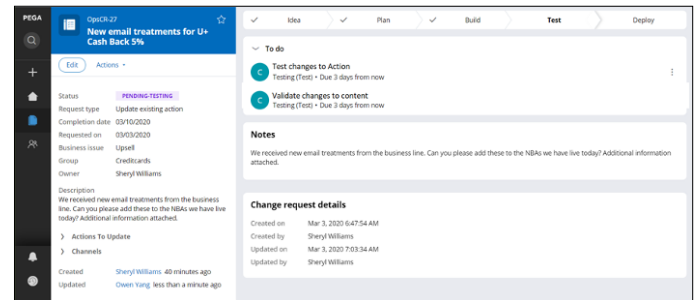 PEGA
OpsCR-27
New email treatments for U+
Cash Back 5%
Edit Actions
Status PENDING-TESTING
Request type Update existing action
Completion date 03/10/2020
Requested on 03/03/2020
Business issue Upsell
Group Creditcards
Owner Sheryl Williams
Description
We received new email treatments from the business
line. Can you please add these to the NBAs we have live
today? Additional information attached.
Actions To Update
Channels
Created Sheryl Williams 40 minutes ago
Updated Owen Yang less than a minute ago
Idea Plan Build Test Deploy
To do
C Test changes to Action
Testing (Test) • Due 3 days from now
C Validate changes to content
Testing (Test) • Due 3 days from now
Notes
We received new email treatments from the business line. Can you please add these to the NBAs we have live today? Additional information
attached.
Change request details
Created on Mar 3, 2020 6:47:54 AM
Created by Sheryl Williams
Updated on Mar 3, 2020 7:03:34 AM
Updated by Sheryl Williams